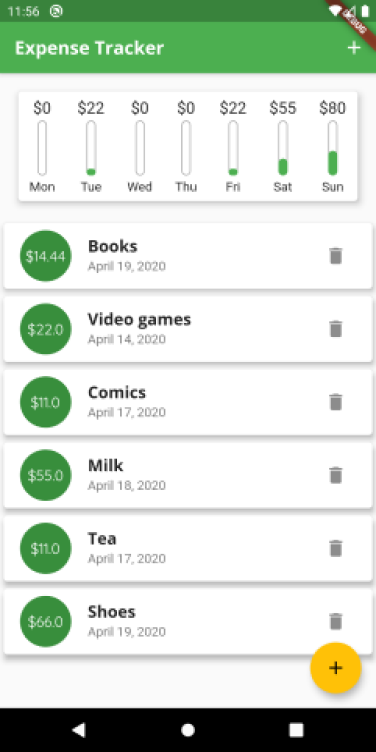 11:56
DEBUG
Expense Tracker
+
$0 $22 $0 $0 $22 $55 $80
Mon Tue Wed Thu Fri Sat Sun
$14.44
Books
April 19, 2020
$22.0
Video games
April 14, 2020
$11.0
Comics
April 17, 2020
$55.0
Milk
April 18, 2020
$11.0
Tea
April 17, 2020
$66.0
Shoes
April 19, 2020
+